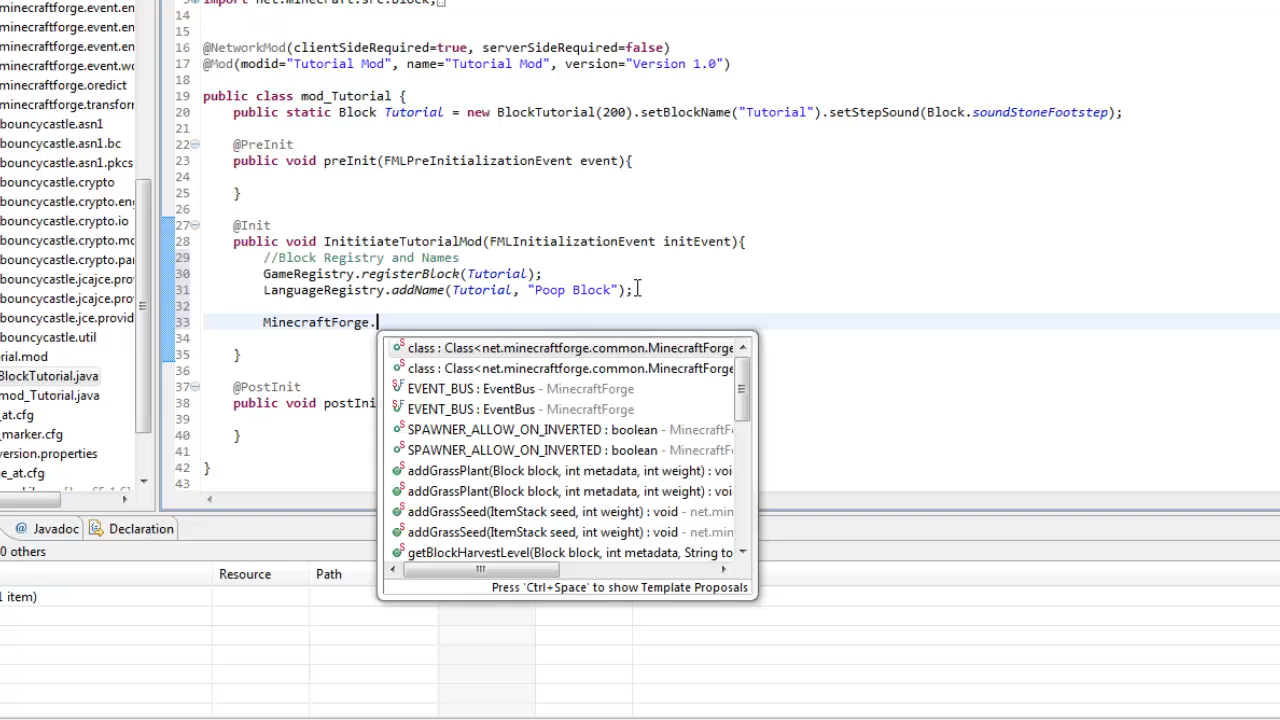 minecraftforge.event.en
minecraftforge.event.en
minecraftforge.event.en
minecraftforge.event.wo
minecraftforge.oredict
minecraftforge.transforr
bouncycastle.asn1
bouncycastle.asn1.bc
bouncycastle.asn1.pkcs
bouncycastle.crypto
bouncycastle.crypto.eng
bouncycastle.crypto.io
bouncycastle.crypto.mo
bouncycastle.crypto.par
bouncycastle.jcajce.pro
bouncycastle.jcajce.pro
bouncycastle.jce.provid
bouncycastle.util
rial.mod
BlockTutorial.java
mod_Tutorial.java
_at.cfg
_marker.cfg
version.properties
e_at.cfg
import net.minecraft.src.Block;
14
15
16 @NetworkMod(clientSideRequired=true, serverSideRequired=false)
17 @Mod(modid="Tutorial Mod", name="Tutorial Mod", version="Version 1.0")
18
19 public class mod_Tutorial {
20 public static Block Tutorial = new BlockTutorial(200).setBlockName("Tutorial").setStepSound(Block.soundStoneFootstep);
21
22 @PreInit
23 public void preInit(FMLPreInitializationEvent event){
24
25 }
26
27 @Init
28 public void InititiateTutorialMod(FMLInitializationEvent initEvent){
29 //Block Registry and Names
30 GameRegistry.registerBlock(Tutorial);
31 LanguageRegistry.addName(Tutorial, "Poop Block");
32
33 MinecraftForge.
34
35 }
36
37 @PostInit
38 public void postIni
39
40 }
41
42 }
43
class : Class<net.minecraftforge.common.MinecraftForge
class : Class<net.minecraftforge.common.MinecraftForge
EVENT_BUS : EventBus - MinecraftForge
EVENT_BUS : EventBus - MinecraftForge
SPAWNER_ALLOW_ON_INVERTED : boolean - MinecraftF
SPAWNER_ALLOW_ON_INVERTED : boolean - MinecraftF
addGrassPlant(Block block, int metadata, int weight) : voi
addGrassPlant(Block block, int metadata, int weight) : voi
addGrassSeed(ItemStack seed, int weight) : void - net.min
addGrassSeed(ItemStack seed, int weight) : void - net.min
getBlockHarvestLevel(Block block, int metadata, String to
Press 'Ctrl+Space' to show Template Proposals
@ Javadoc Declaration
0 others
Resource Path
1 item)